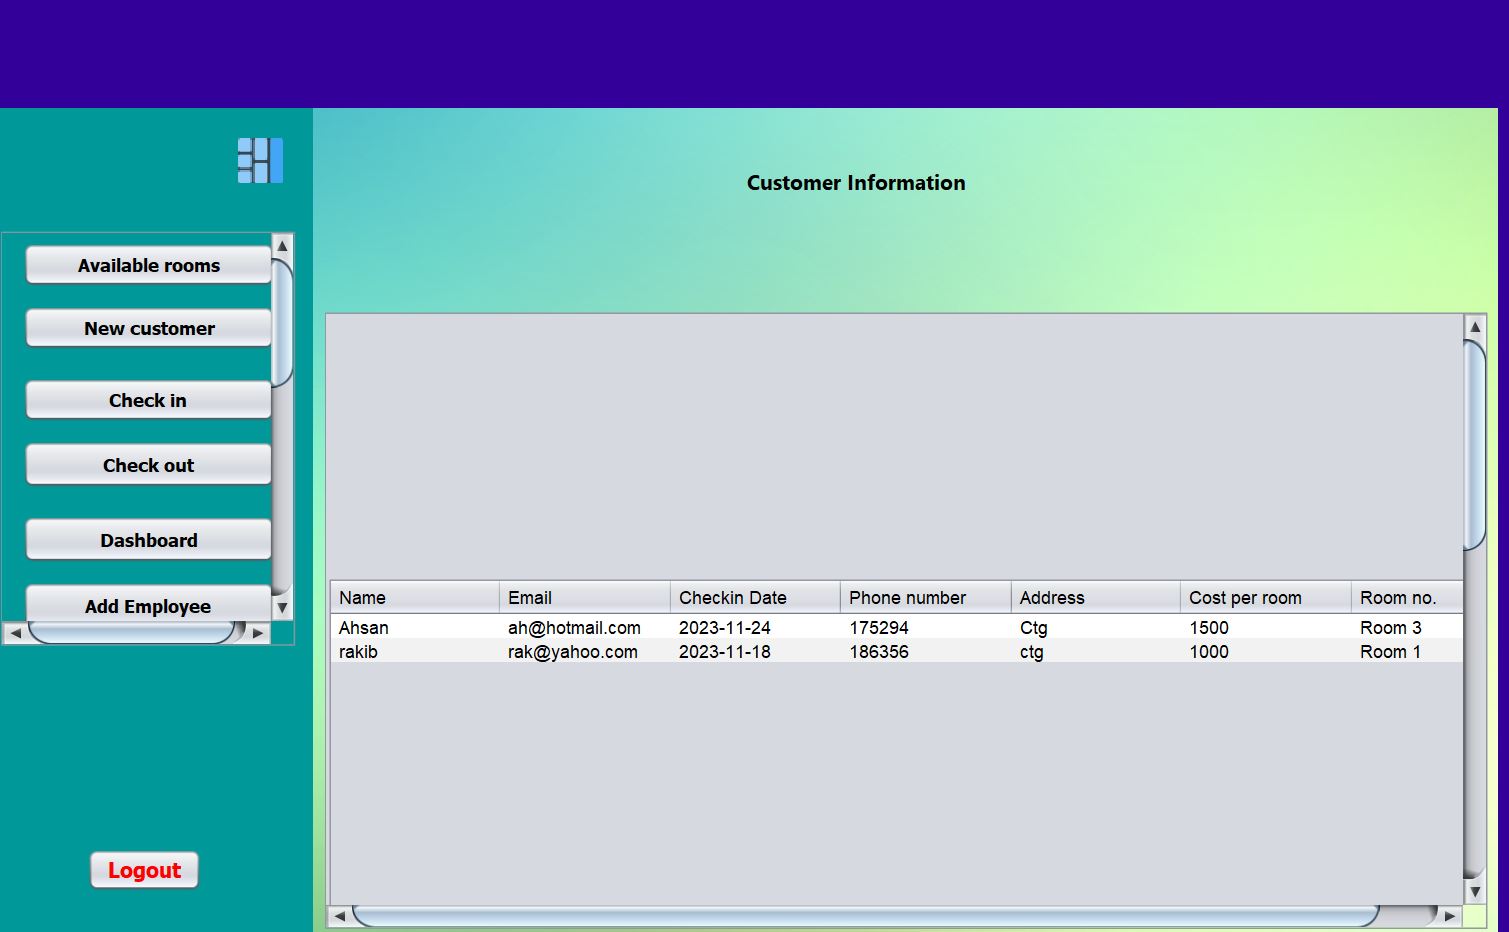 Customer Information
Available rooms
New customer
Check in
Check out
Dashboard
Add Employee
Logout
Name Email Checkin Date Phone number Address Cost per room Room no.
Ahsan ah@hotmail.com 2023-11-24 175294 Ctg 1500 Room 3
rakib rak@yahoo.com 2023-11-18 186356 ctg 1000 Room 1